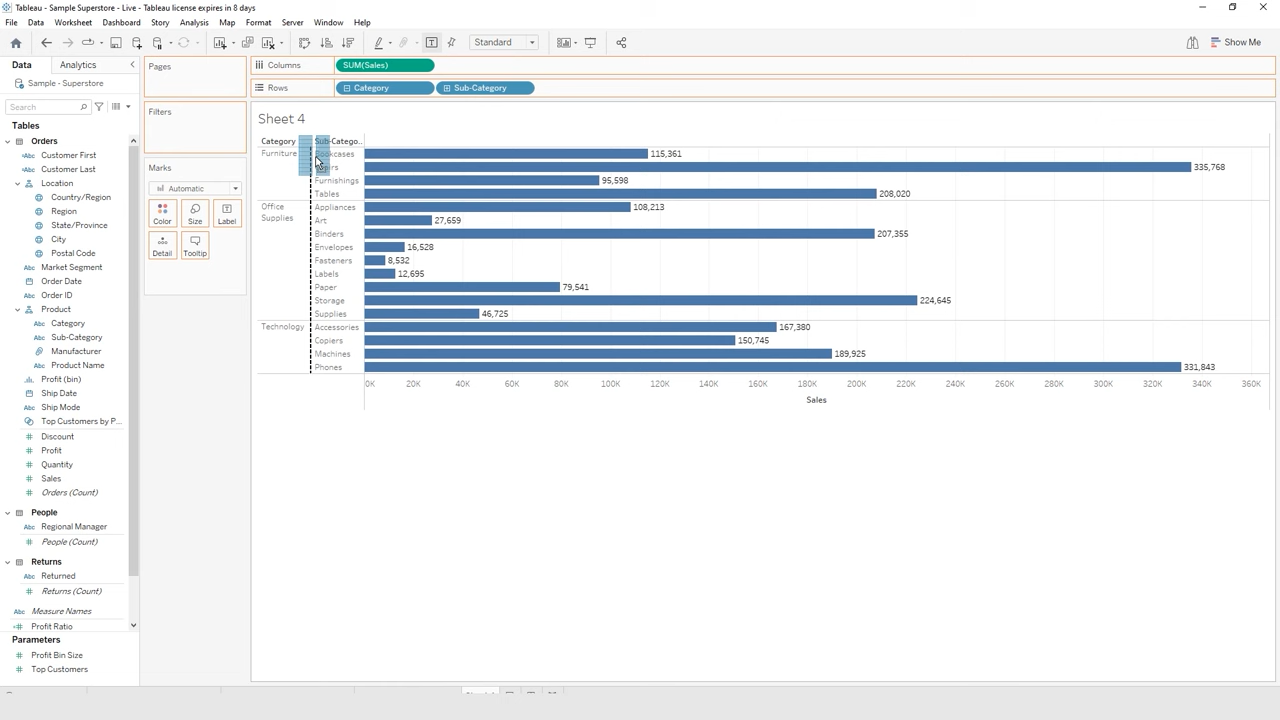 Tableau - Sample Superstore - Live - Tableau license expires in 8 days
File Data Worksheet Dashboard Story Analysis Map Format Server Window Help
Standard
Show Me
Data Analytics
Sample - Superstore
Search
Tables
Orders
Customer First
Customer Last
Location
Country/Region
Region
State/Province
City
Postal Code
Market Segment
Order Date
Order ID
Product
Category
Sub-Category
Manufacturer
Product Name
Profit (bin)
Ship Date
Ship Mode
Top Customers by P...
Discount
Profit
Quantity
Sales
Orders (Count)
People
Regional Manager
People (Count)
Returns
Returned
Returns (Count)
Measure Names
Profit Ratio
Parameters
Profit Bin Size
Top Customers
Pages
Filters
Marks
Automatic
Color Size Label
Detail Tooltip
Columns SUM(Sales)
Rows Category Sub-Category
Sheet 4
Category Sub-Catego..
Furniture Bookcases 115,361
335,768
Furnishings 95,598
Tables 208,020
Office Supplies Appliances 108,213
Art 27,659
Binders 207,355
Envelopes 16,528
Fasteners 8,532
Labels 12,695
Paper 79,541
Storage 224,645
Supplies 46,725
Technology Accessories 167,380
Copiers 150,745
Machines 189,925
Phones 331,843
0K 20K 40K 60K 80K 100K 120K 140K 160K 180K 200K 220K 240K 260K 280K 300K 320K 340K 360K
Sales